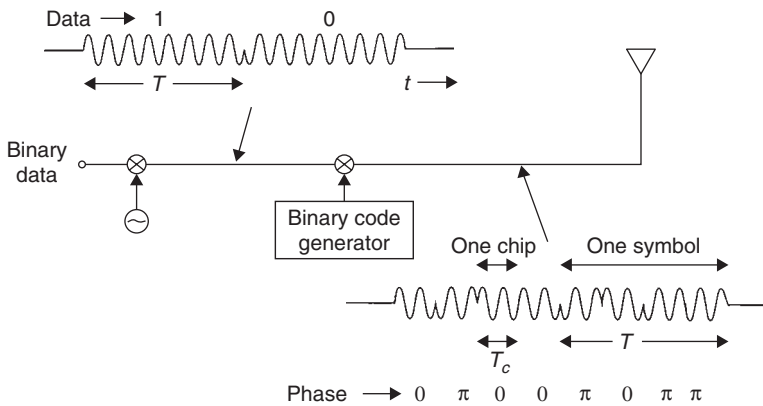 Data 1 0
T t
Binary data
Binary code generator
One chip One symbol
T_c T
Phase 0 π 0 0 π 0 π π